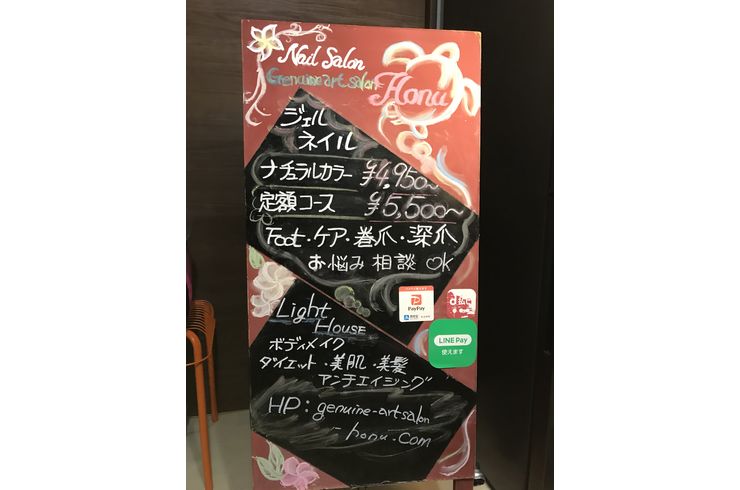 Nail Salon
Genuine art salon
Honu
ジェル
ネイル
ナチュラルカラー ¥4,950~
定額コース ¥5,500~
Foot・ケア・巻爪・深爪
お悩み相談 ok
PayPay
d払い
LINE Pay
使えます
Light
House
ボディメイク
ダイエット・美肌・美髪
アンチエイジング
HP: genuine-artsalon
-honu.com